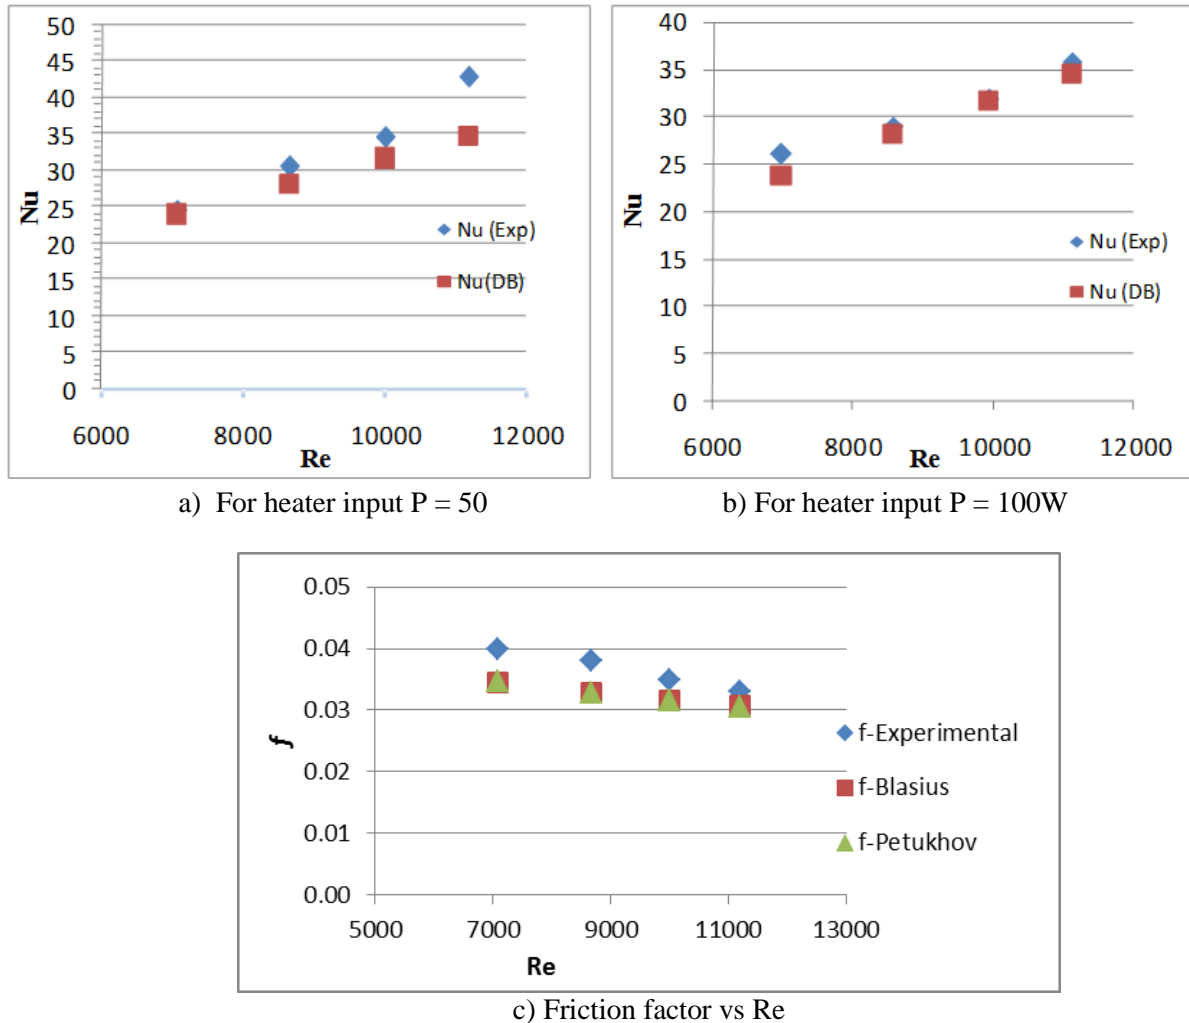 50
45
40
35
30
25
20
15
10
5
0
Nu
Nu (Exp)
Nu(DB)
6000 8000 10000 12000
Re
a) For heater input P = 50
40
35
30
25
20
15
10
5
0
Nu
Nu (Exp)
Nu (DB)
6000 8000 10000 12000
Re
b) For heater input P = 100W
0.05
0.04
0.03
0.02
0.01
0.00
f
f-Experimental
f-Blasius
f-Petukhov
5000 7000 9000 11000 13000
Re
c) Friction factor vs Re